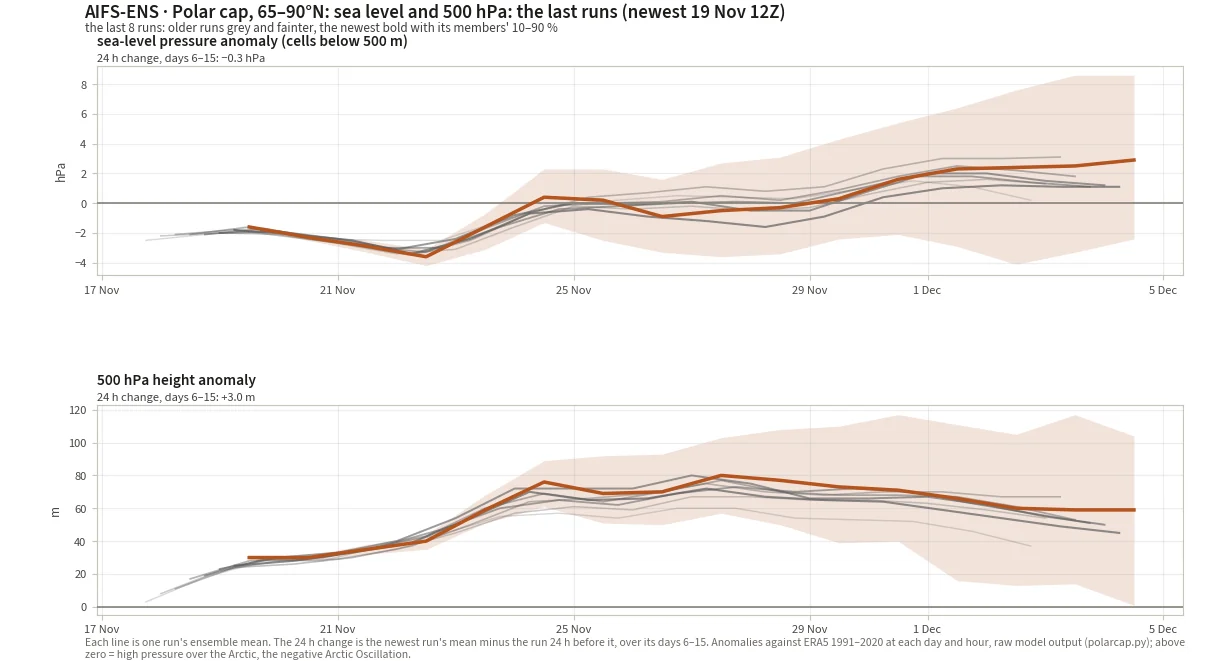 AIFS-ENS · Polar cap, 65–90°N: sea level and 500 hPa: the last runs (newest 19 Nov 12Z)
the last 8 runs: older runs grey and fainter, the newest bold with its members' 10–90 %
sea-level pressure anomaly (cells below 500 m)
24 h change, days 6–15: −0.3 hPa
8
6
4
2
0
−2
−4
hPa
17 Nov
21 Nov
25 Nov
29 Nov
1 Dec
5 Dec
500 hPa height anomaly
24 h change, days 6–15: +3.0 m
120
100
80
60
40
20
0
m
17 Nov
21 Nov
25 Nov
29 Nov
1 Dec
5 Dec
Each line is one run's ensemble mean. The 24 h change is the newest run's mean minus the run 24 h before it, over its days 6–15. Anomalies against ERA5 1991–2020 at each day and hour, raw model output (polarcap.py); above
zero = high pressure over the Arctic, the negative Arctic Oscillation.